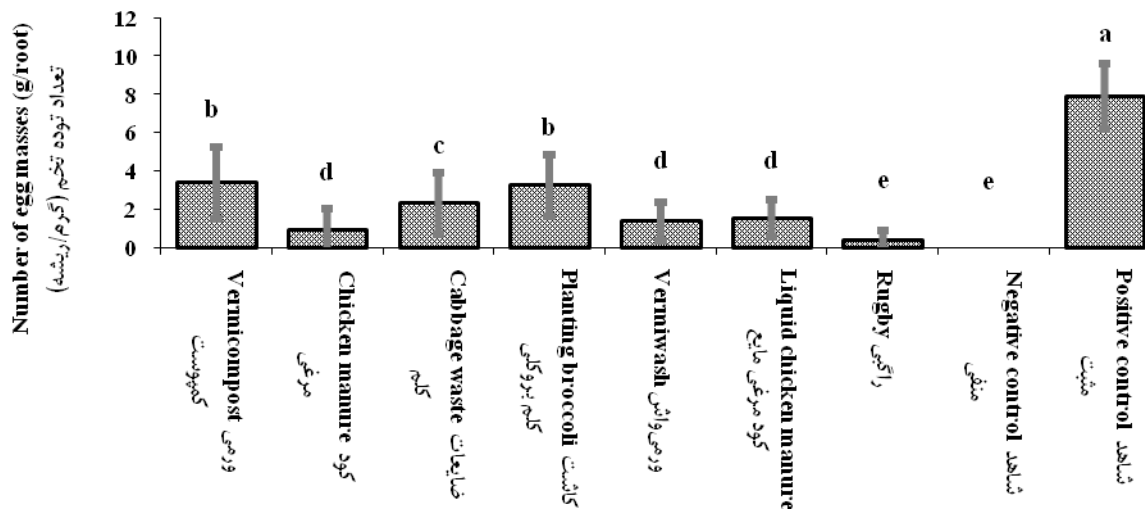 Number of egg masses (g/root)
تعداد توده تخم (گرم/ریشه)
12
10
8
6
4
2
0
b
d
c
b
d
d
e
e
a
Vermicompost ورمی
کمپوست
Chicken manure کود
مرغی
Cabbage waste ضایعات
کلم
Planting broccoli کاشت
کلم بروکلی
Vermiwash ورمی‌واش
Liquid chicken manure
کود مرغی مایع
Rugby راگبی
Negative control شاهد
منفی
Positive control شاهد
مثبت